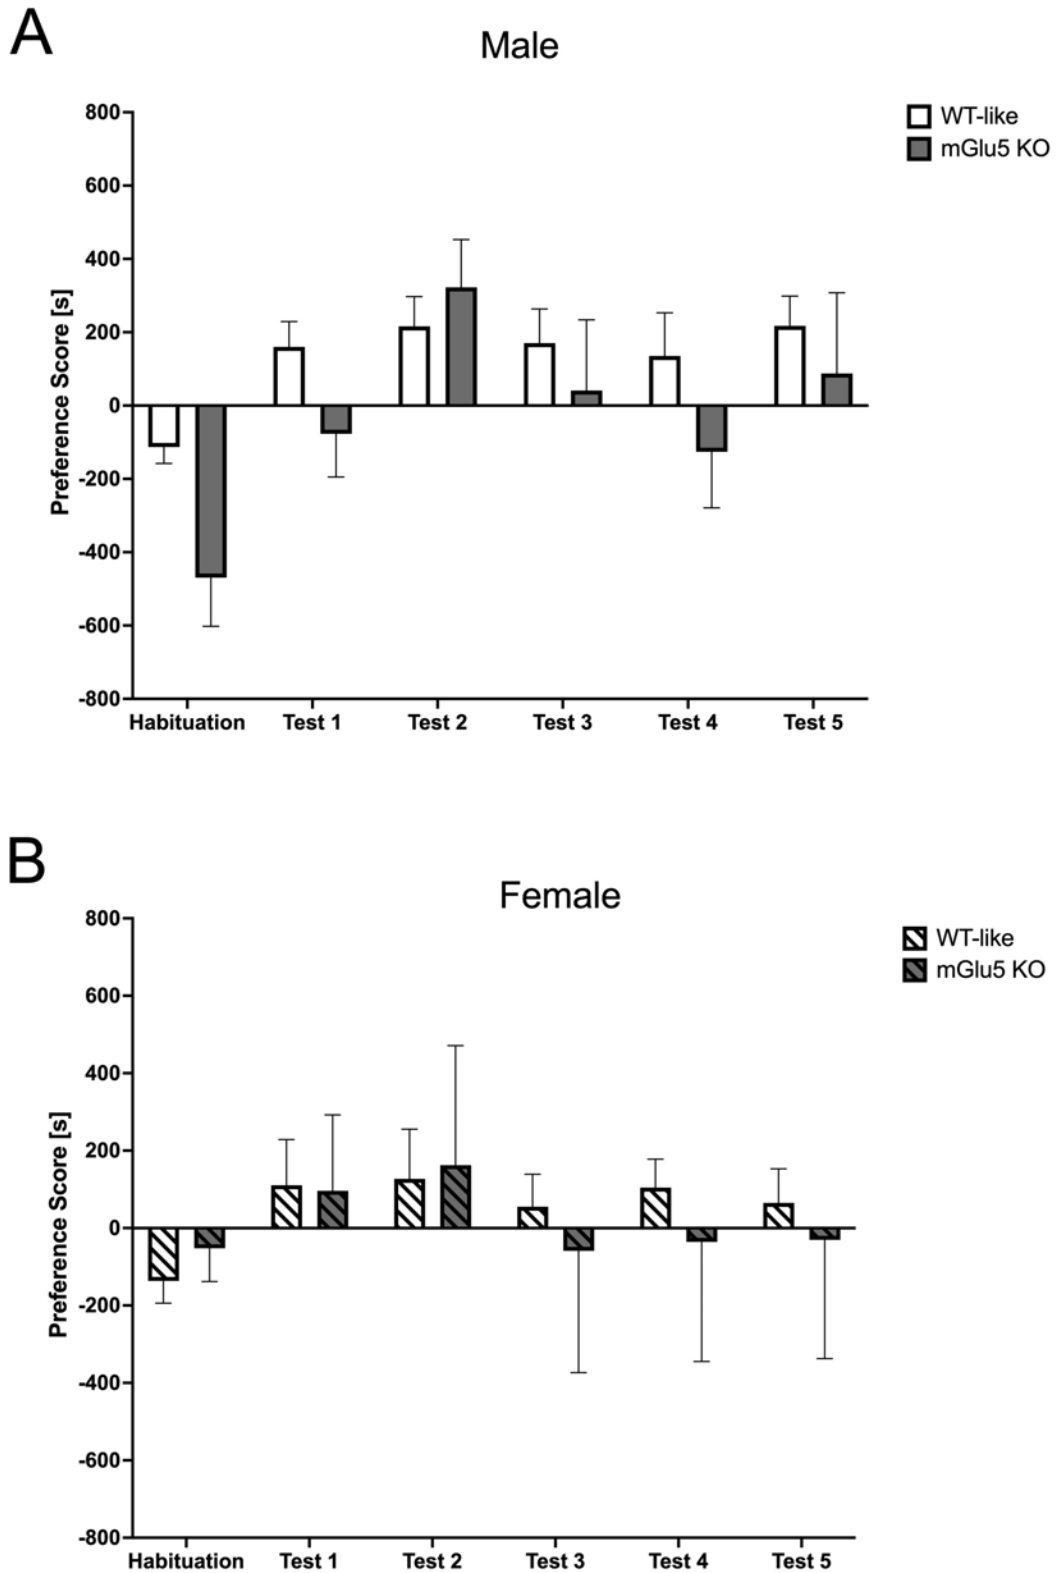 A
Male
WT-like
mGlu5 KO
800
600
400
200
0
-200
-400
-600
-800
Preference Score [s]
Habituation Test 1 Test 2 Test 3 Test 4 Test 5
B
Female
WT-like
mGlu5 KO
800
600
400
200
0
-200
-400
-600
-800
Preference Score [s]
Habituation Test 1 Test 2 Test 3 Test 4 Test 5